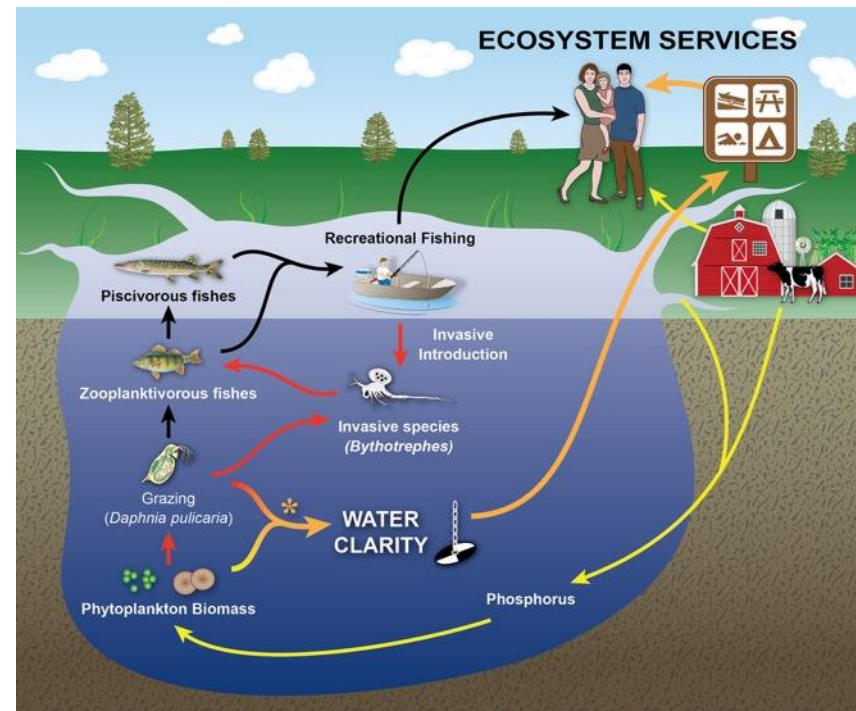 ECOSYSTEM SERVICES
Recreational Fishing
Piscivorous fishes
Invasive
Introduction
Zooplanktivorous fishes
Invasive species
(Bythotrephes)
Grazing
(Daphnia pulicaria)
*
WATER
CLARITY
Phosphorus
Phytoplankton Biomass